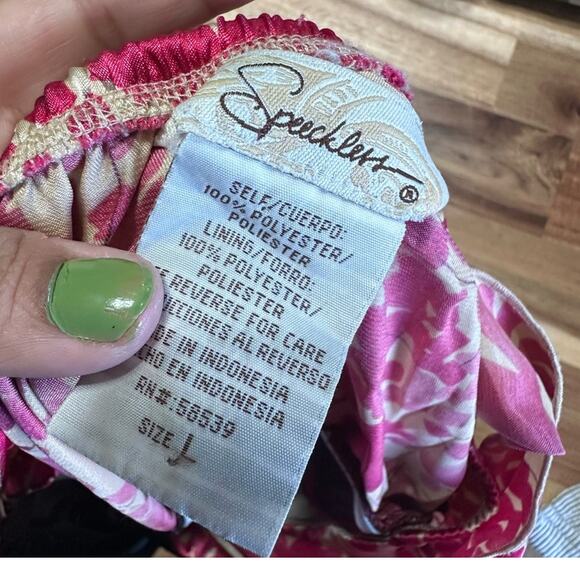 Speechless ®
SELF/CUERPO:
100% POLYESTER/
POLIESTER
LINING/FORRO:
100% POLYESTER/
POLIESTER
REVERSE FOR CARE
AL REVERSO
IN INDONESIA
EN INDONESIA
RN#:58539
SIZE L